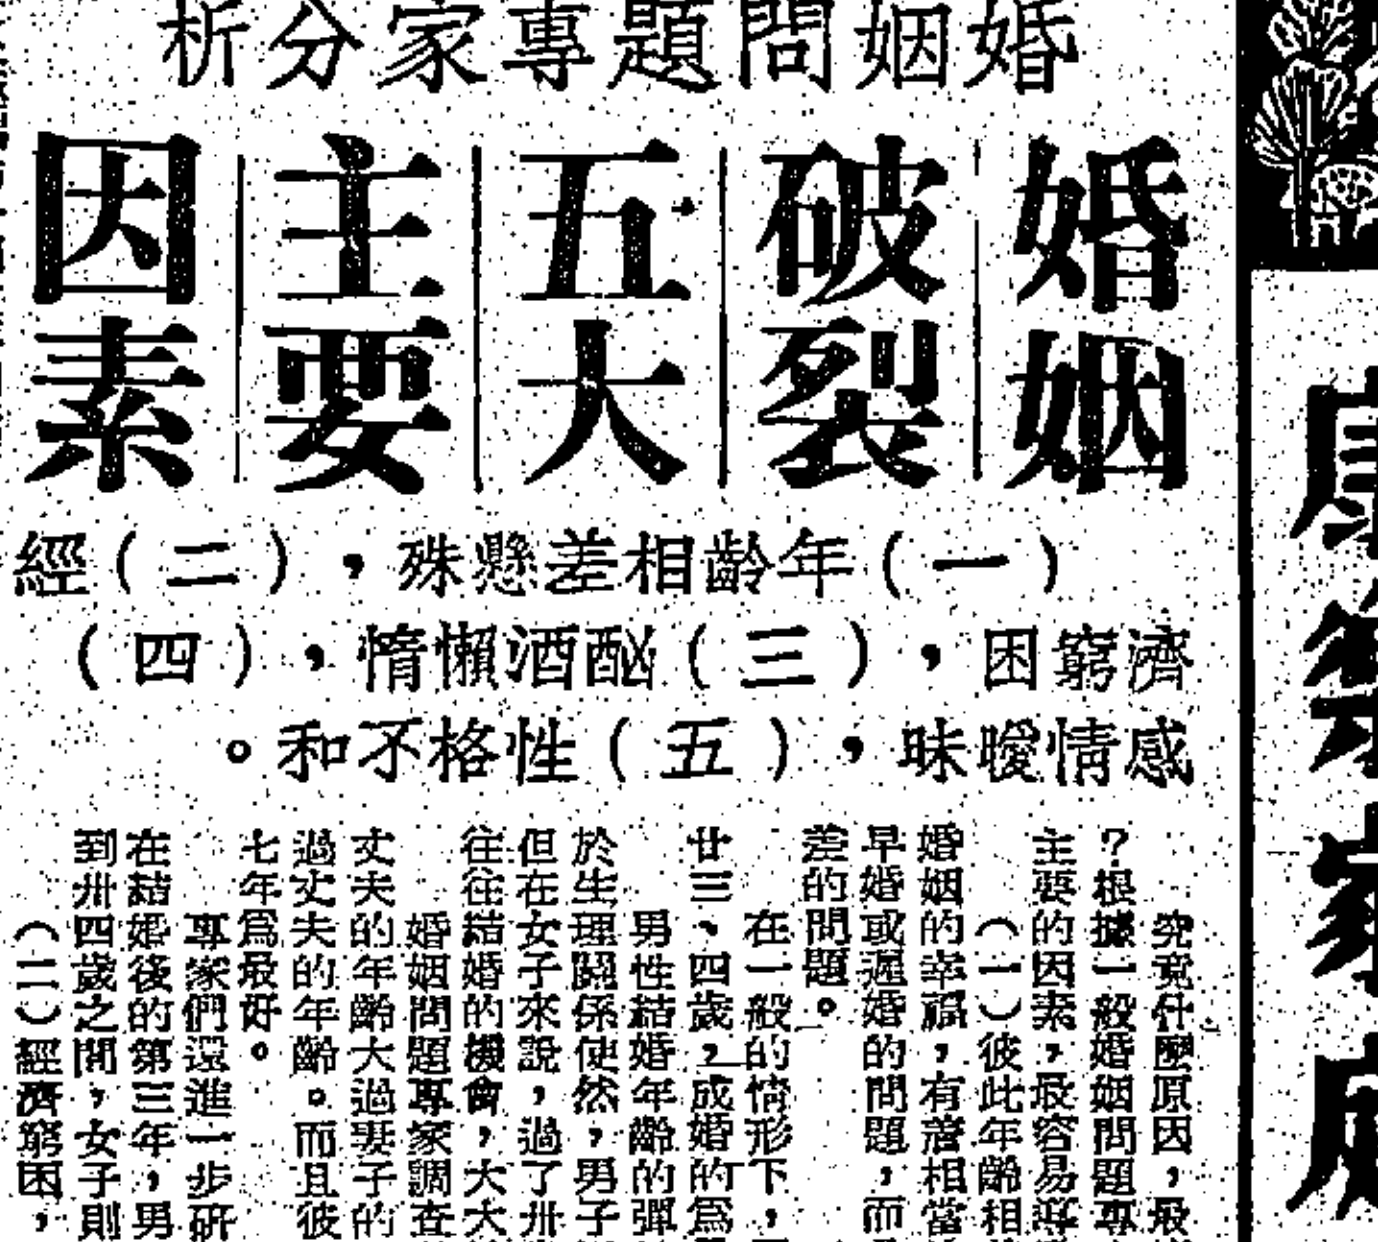 婚姻問題專家分析
婚姻破裂五大主要因素
(一)年齡相差懸殊，(二)經
濟窮困，(三)酗酒懶惰，(四)
感情曖昧，(五)性格不和。
究竟什麼原因，最
？根據一般婚姻問題專
主要的因素，最容易導
(一)彼此年齡相
婚姻的幸福，有着相當
早婚或遲婚的問題，而
差的問題。
在一般的情形下，
廿三、四歲，成婚的爲
男性結婚年齡的彈
於生理關係使然，男子
但在女子來說，過了卅
往往結婚的機會，大大
婚姻問題專家調查
丈夫的年齡大過妻子的
過丈夫的年齡。而且彼
七年爲最好。
專家們還進一步研
在結婚後的第三年，男
到卅四歲之間，女子則
(二)經濟窮困，